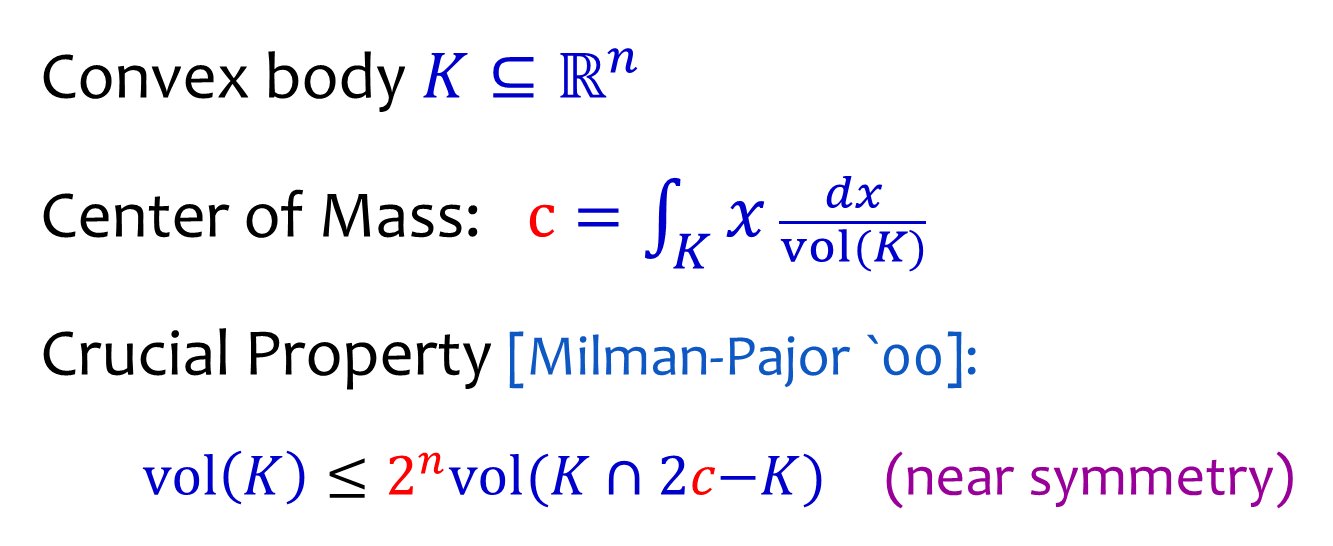 Convex body K ⊆ ℝⁿ
Center of Mass: c = ∫_K x dx/vol(K)
Crucial Property [Milman-Pajor `00]:
vol(K) ≤ 2ⁿvol(K ∩ 2c−K) (near symmetry)